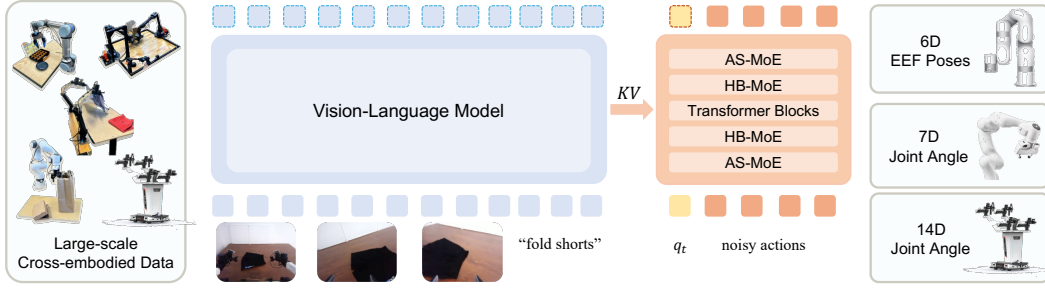 Large-scale
Cross-embodied Data
Vision-Language Model
"fold shorts"
KV
AS-MoE
HB-MoE
Transformer Blocks
HB-MoE
AS-MoE
q_t
noisy actions
6D
EEF Poses
7D
Joint Angle
14D
Joint Angle